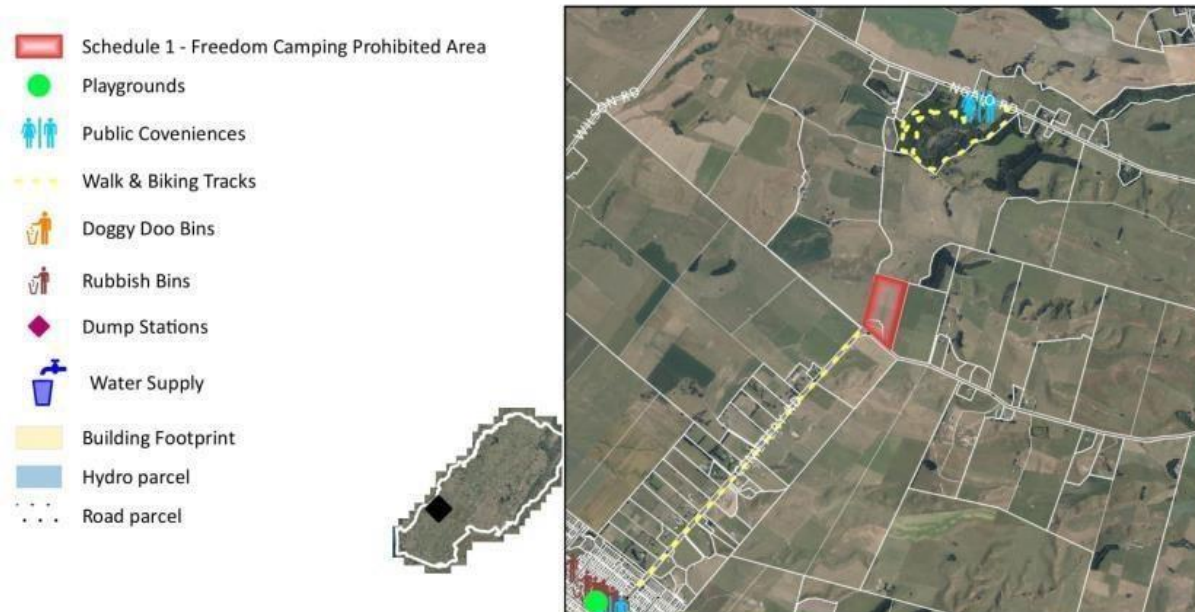 Schedule 1 - Freedom Camping Prohibited Area
Playgrounds
Public Coveniences
Walk & Biking Tracks
Doggy Doo Bins
Rubbish Bins
Dump Stations
Water Supply
Building Footprint
Hydro parcel
Road parcel
WILSON RD
NGAIO RD